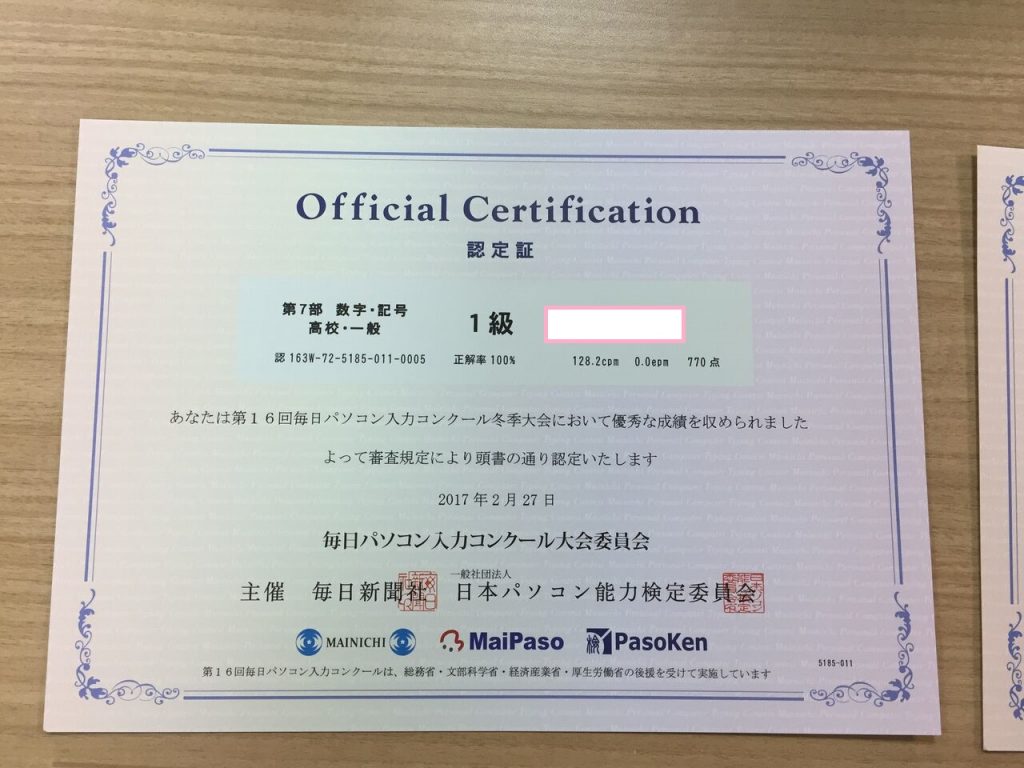 Official Certification
認定証
第7部 数字・記号
高校・一般
1級
認 163W-72-5185-011-0005 正解率 100% 128.2cpm 0.0epm 770 点
あなたは第１６回毎日パソコン入力コンクール冬季大会において優秀な成績を収められました
よって審査規定により頭書の通り認定いたします
2017 年 2 月 27 日
毎日パソコン入力コンクール大会委員会
一般社団法人
主催 毎日新聞社 日本パソコン能力検定委員会
MAINICHI MaiPaso 検 PasoKen
5185-011
第１６回毎日パソコン入力コンクールは、総務省・文部科学省・経済産業省・厚生労働省の後援を受けて実施しています